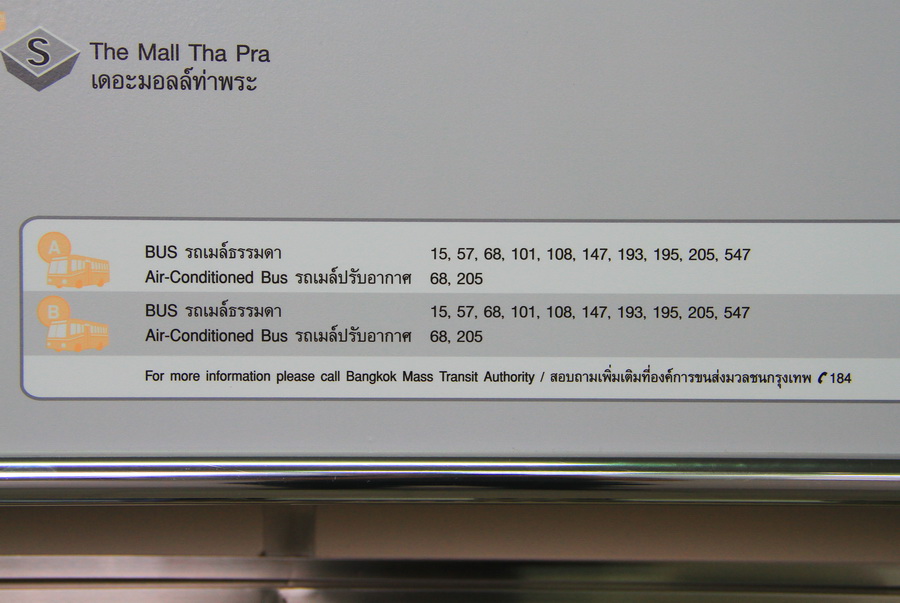 S
The Mall Tha Pra
เดอะมอลล์ท่าพระ
A
BUS รถเมล์ธรรมดา 15, 57, 68, 101, 108, 147, 193, 195, 205, 547
Air-Conditioned Bus รถเมล์ปรับอากาศ 68, 205
B
BUS รถเมล์ธรรมดา 15, 57, 68, 101, 108, 147, 193, 195, 205, 547
Air-Conditioned Bus รถเมล์ปรับอากาศ 68, 205
For more information please call Bangkok Mass Transit Authority / สอบถามเพิ่มเติมที่องค์การขนส่งมวลชนกรุงเทพ 184